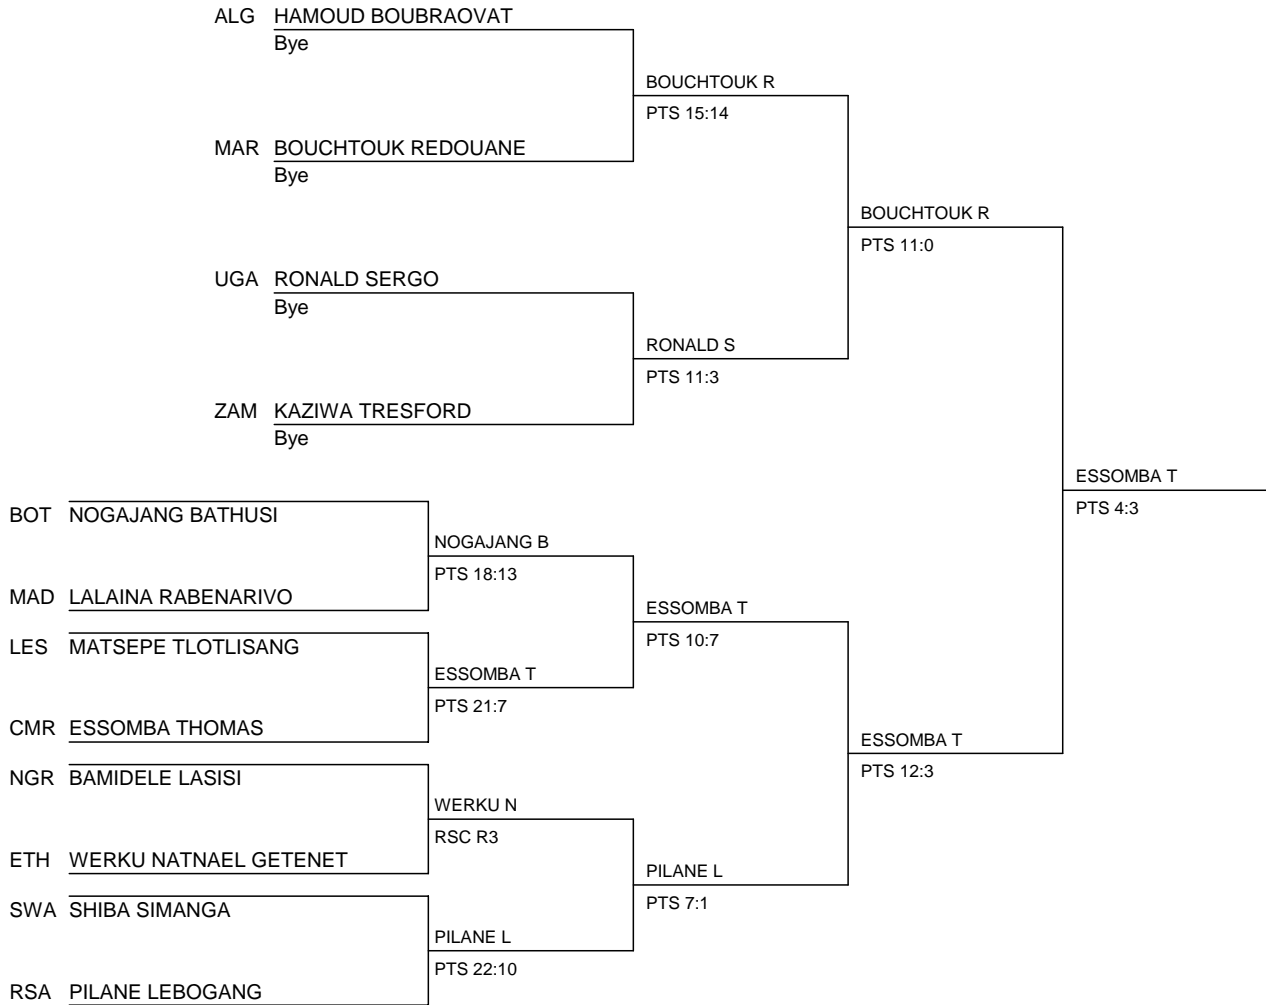 ALG HAMOUD BOUBRAOVAT
Bye
BOUCHTOUK R
PTS 15:14
MAR BOUCHTOUK REDOUANE
Bye
BOUCHTOUK R
PTS 11:0
UGA RONALD SERGO
Bye
RONALD S
PTS 11:3
ZAM KAZIWA TRESFORD
Bye
ESSOMBA T
PTS 4:3
BOT NOGAJANG BATHUSI
NOGAJANG B
PTS 18:13
MAD LALAINA RABENARIVO
ESSOMBA T
PTS 10:7
LES MATSEPE TLOTLISANG
ESSOMBA T
PTS 21:7
CMR ESSOMBA THOMAS
ESSOMBA T
PTS 12:3
NGR BAMIDELE LASISI
WERKU N
RSC R3
ETH WERKU NATNAEL GETENET
PILANE L
PTS 7:1
SWA SHIBA SIMANGA
PILANE L
PTS 22:10
RSA PILANE LEBOGANG